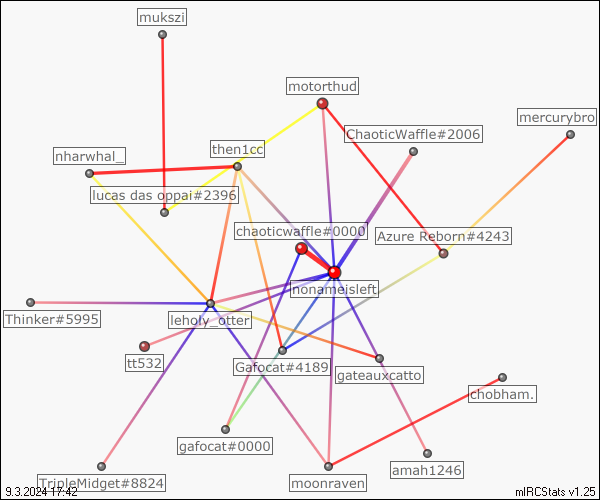 mukszi
motorthud
mercurybro
ChaoticWaffle#2006
then1cc
nharwhal_
lucas das oppai#2396
chaoticwaffle#0000
Azure Reborn#4243
nonameisleft
Thinker#5995
leholy_otter
tt532
Gafocat#4189
gateauxcatto
chobham.
gafocat#0000
amah1246
TripleMidget#8824
moonraven
9.3.2024 17:42
mIRCStats v1.25